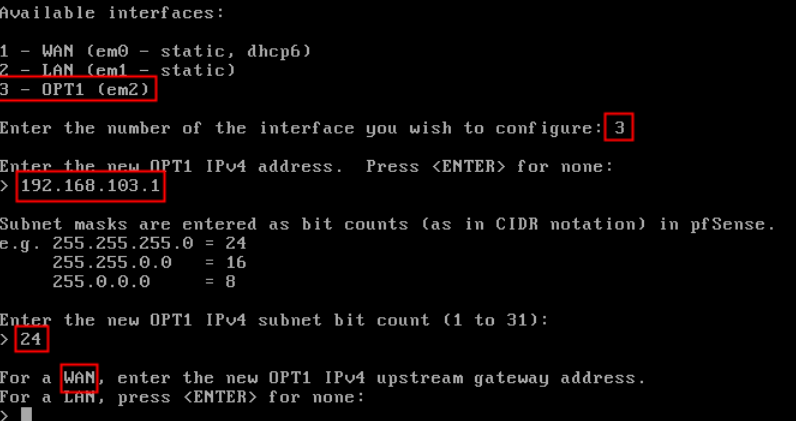 Available interfaces:
1 - WAN (em0 - static, dhcp6)
2 - LAN (em1 - static)
3 - OPT1 (em2)
Enter the number of the interface you wish to configure: 3
Enter the new OPT1 IPv4 address.  Press <ENTER> for none:
> 192.168.103.1
Subnet masks are entered as bit counts (as in CIDR notation) in pfSense.
e.g. 255.255.255.0 = 24
     255.255.0.0   = 16
     255.0.0.0     = 8
Enter the new OPT1 IPv4 subnet bit count (1 to 31):
> 24
For a WAN, enter the new OPT1 IPv4 upstream gateway address.
For a LAN, press <ENTER> for none:
>